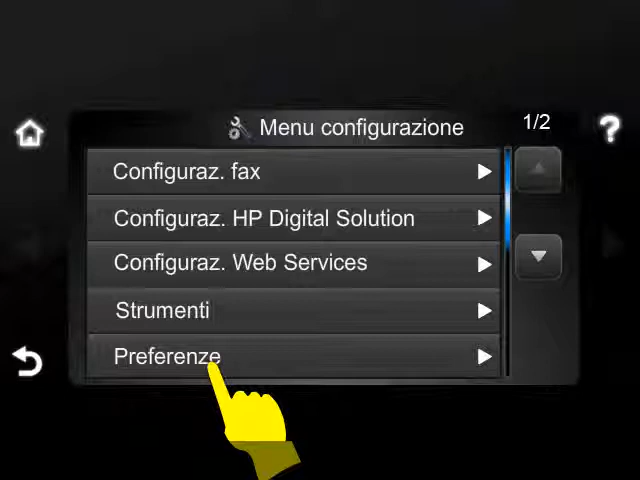 Menu configurazione 1/2
Configuraz. fax
Configuraz. HP Digital Solution
Configuraz. Web Services
Strumenti
Preferenze
?